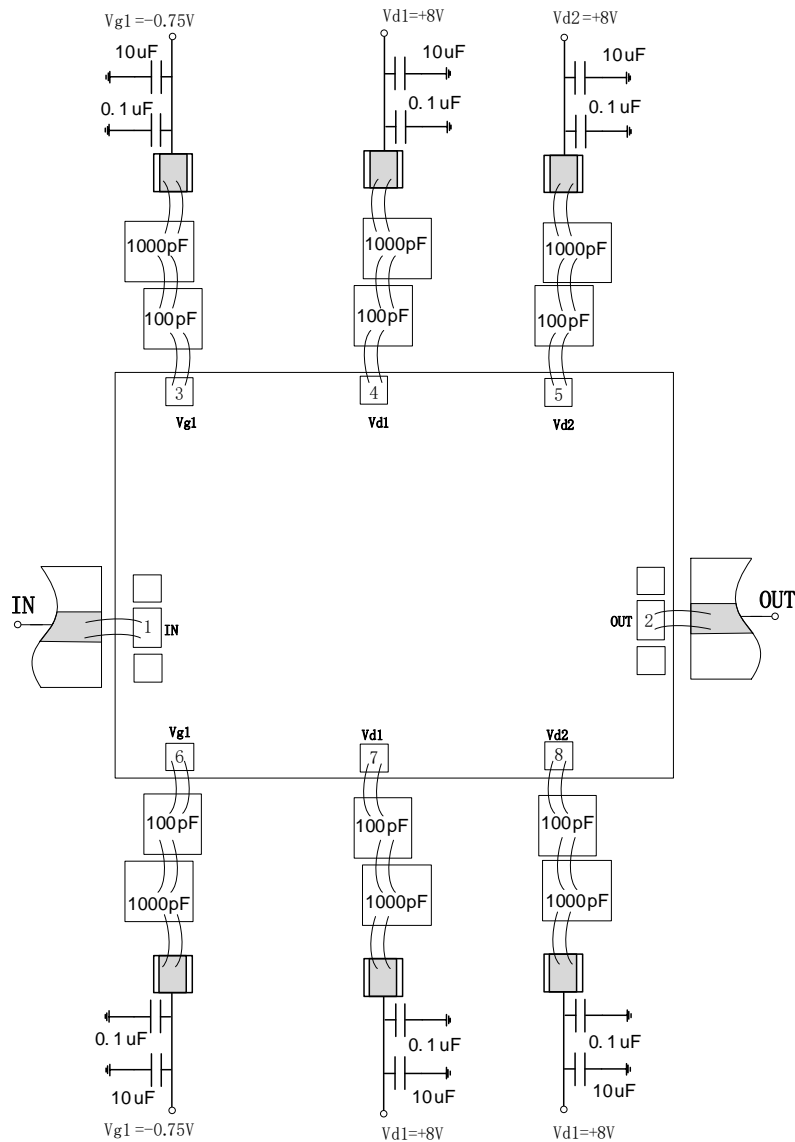 Vg1=-0.75V
Vd1=+8V
Vd2=+8V
10uF
10uF
10uF
0.1uF
0.1uF
0.1uF
1000pF
1000pF
1000pF
100pF
100pF
100pF
3
4
5
Vg1
Vd1
Vd2
IN
1
IN
OUT
2
OUT
Vg1
Vd1
Vd2
6
7
8
100pF
100pF
100pF
1000pF
1000pF
1000pF
0.1uF
0.1uF
0.1uF
10uF
10uF
10uF
Vg1=-0.75V
Vd1=+8V
Vd1=+8V